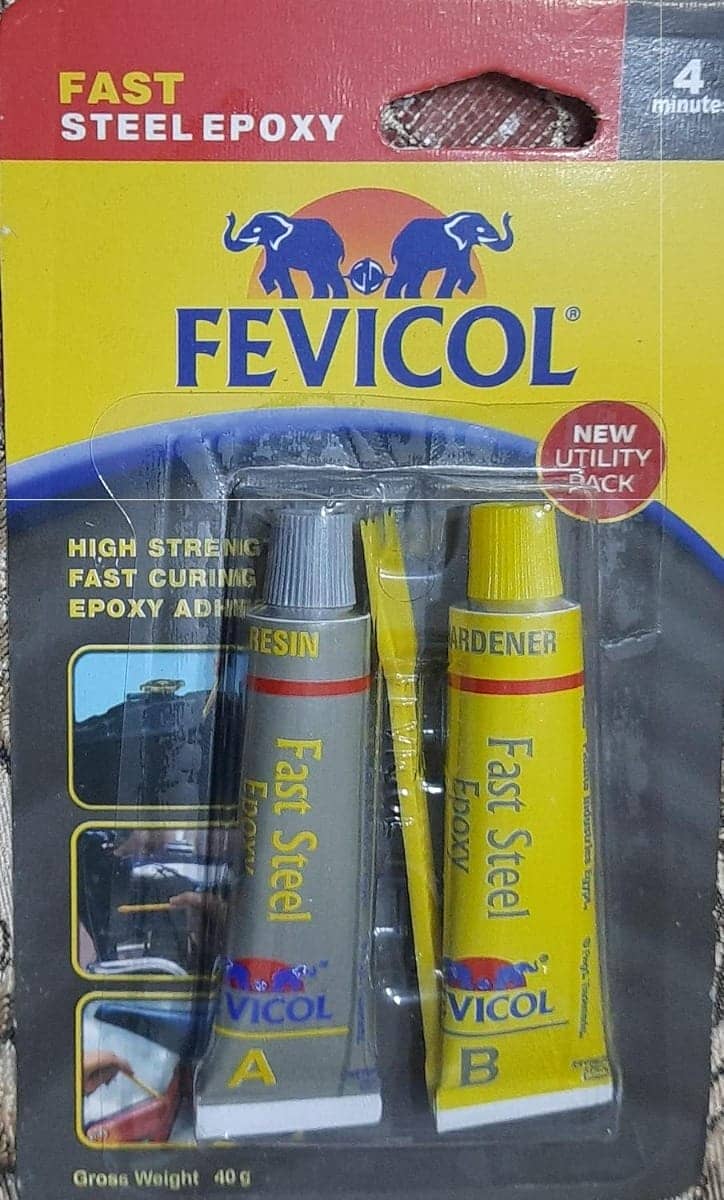 FAST
STEEL EPOXY
4
minute
FEVICOL®
NEW
UTILITY
PACK
HIGH STRENG
FAST CURING
EPOXY ADH
RESIN
ARDENER
Fast Steel
Epoxy
Fast Steel
Epoxy
VICOL
VICOL
A
B
Gross Weight 40 g